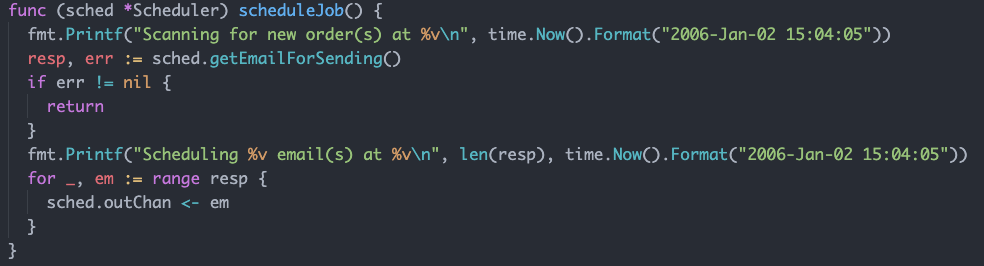 func (sched *Scheduler) scheduleJob() {
  fmt.Printf("Scanning for new order(s) at %v\n", time.Now().Format("2006-Jan-02 15:04:05"))
  resp, err := sched.getEmailForSending()
  if err != nil {
    return
  }
  fmt.Printf("Scheduling %v email(s) at %v\n", len(resp), time.Now().Format("2006-Jan-02 15:04:05"))
  for _, em := range resp {
    sched.outChan <- em
  }
}